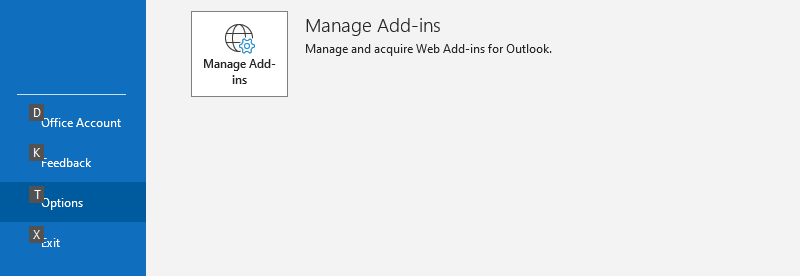 Manage Add-
ins
Manage Add-ins
Manage and acquire Web Add-ins for Outlook.
D
Office Account
K
Feedback
T
Options
X
Exit